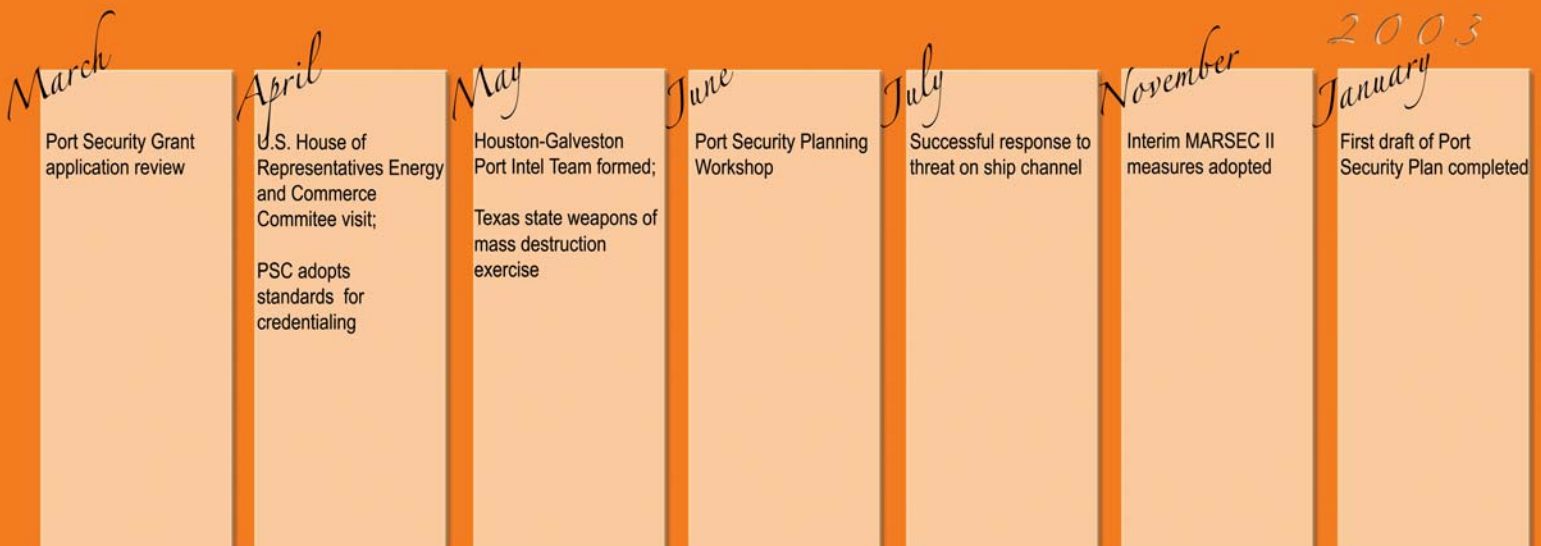 March
Port Security Grant
application review
April
U.S. House of
Representatives Energy
and Commerce
Commitee visit;
PSC adopts
standards for
credentialing
May
Houston-Galveston
Port Intel Team formed;
Texas state weapons of
mass destruction
exercise
June
Port Security Planning
Workshop
July
Successful response to
threat on ship channel
November
Interim MARSEC II
measures adopted
2003
January
First draft of Port
Security Plan completed